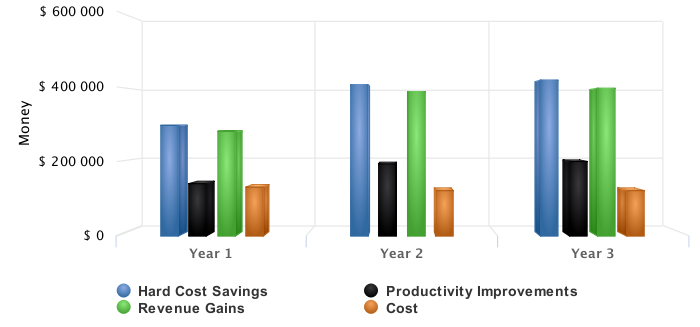 $ 600 000
$ 400 000
$ 200 000
$ 0
Money
Year 1
Year 2
Year 3
Hard Cost Savings
Productivity Improvements
Revenue Gains
Cost